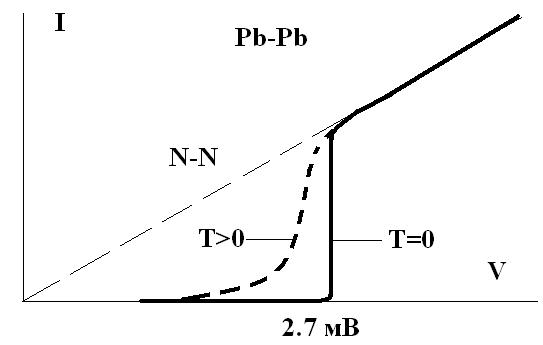 I
Pb-Pb
N-N
T>0
T=0
V
2.7 мВ